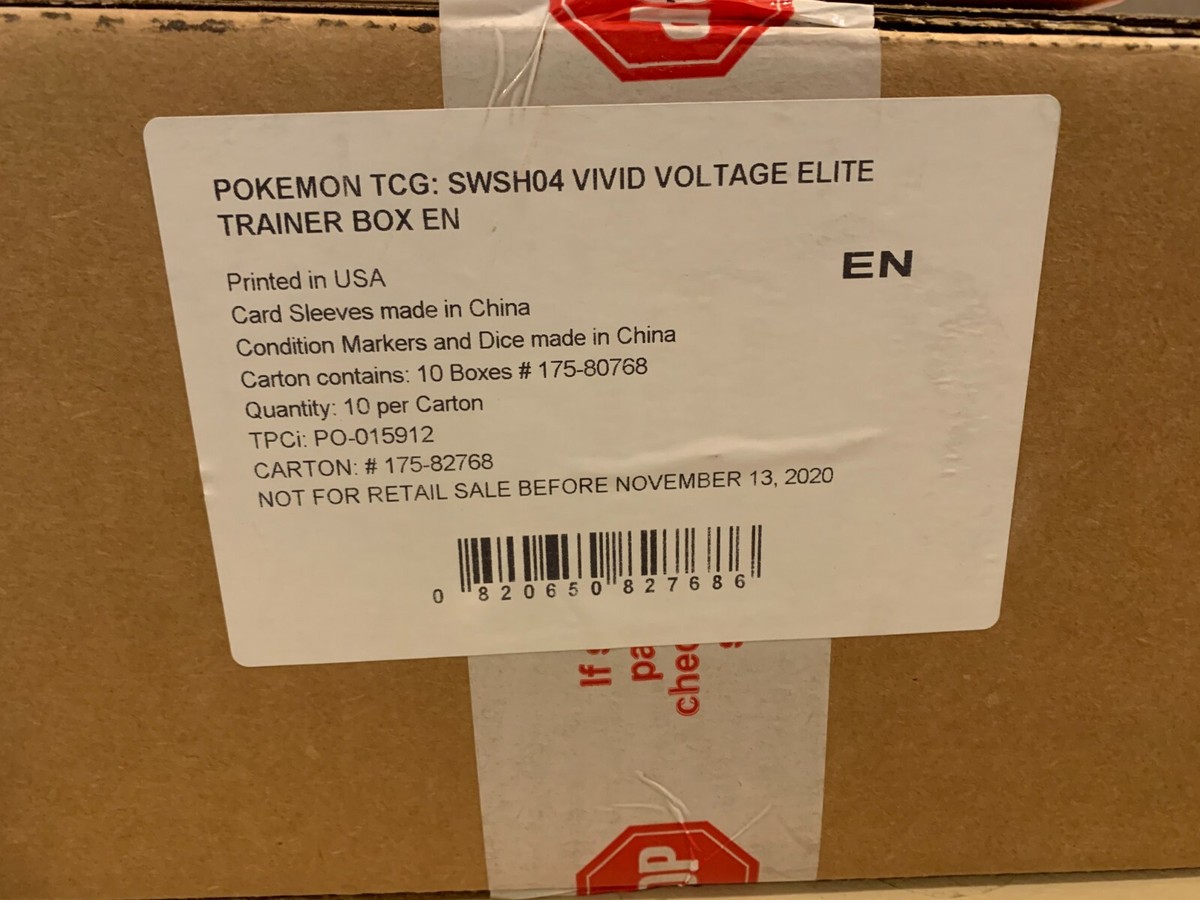 POKEMON TCG: SWSH04 VIVID VOLTAGE ELITE
TRAINER BOX EN
EN
Printed in USA
Card Sleeves made in China
Condition Markers and Dice made in China
Carton contains: 10 Boxes # 175-80768
Quantity: 10 per Carton
TPCi: PO-015912
CARTON: # 175-82768
NOT FOR RETAIL SALE BEFORE NOVEMBER 13, 2020
0 820650 827686
If